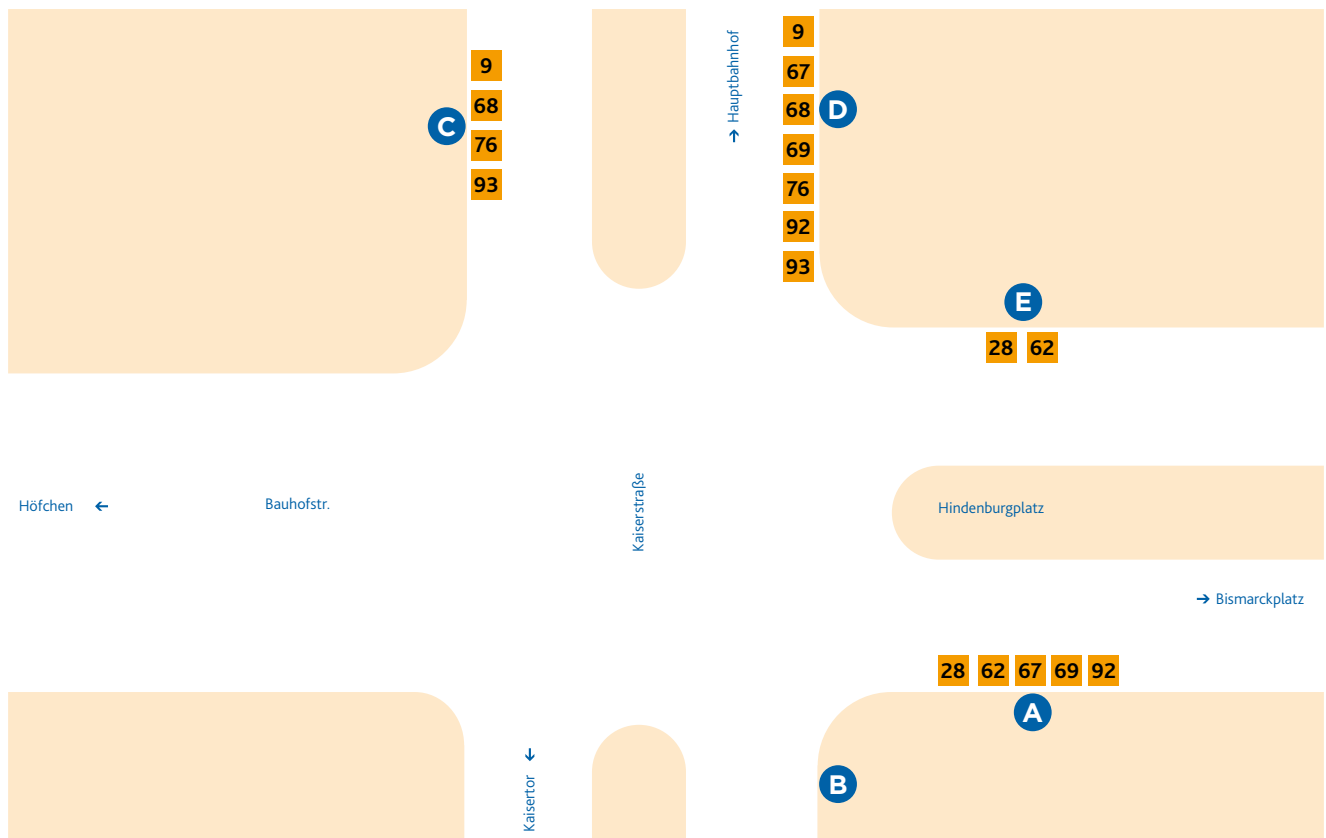 9
68
76
93
C
→ Hauptbahnhof
9
67
68
69
76
92
93
D
E
28 62
Höfchen ←
Bauhofstr.
Kaiserstraße
Hindenburgplatz
→ Bismarckplatz
28 62 67 69 92
A
Kaisertor ←
B